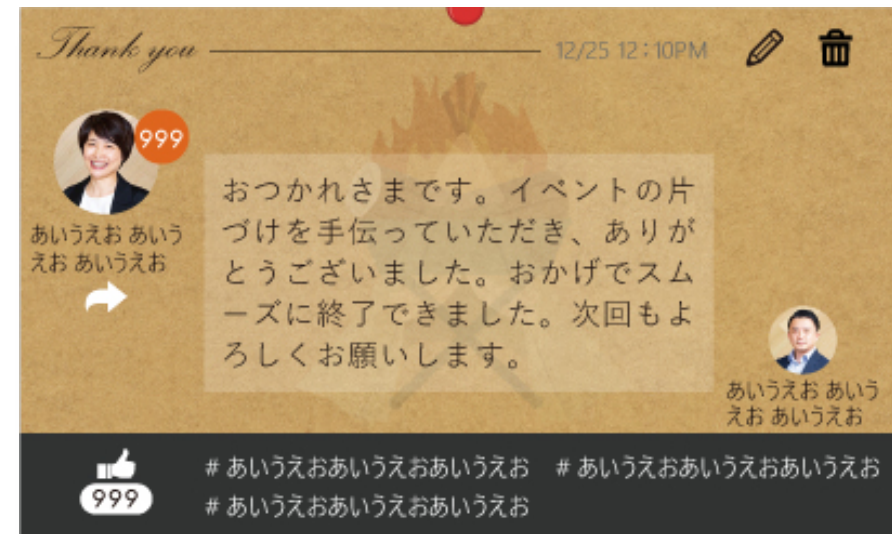 Thank you
12/25 12:10PM
999
あいうえお あいう
えお あいうえお
おつかれさまです。イベントの片
づけを手伝っていただき、ありが
とうございました。おかげでスム
ーズに終了できました。次回もよ
ろしくお願いします。
あいうえお あいう
えお あいうえお
999
# あいうえおあいうえおあいうえお # あいうえおあいうえおあいうえお
# あいうえおあいうえおあいうえお